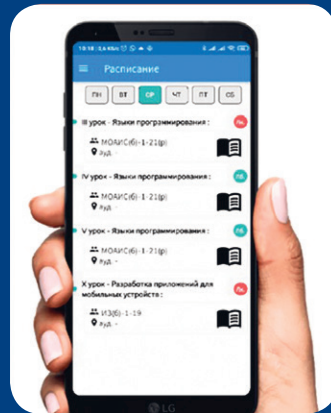 Расписание
ПН ВТ СР ЧТ ПТ СБ
III урок - Языки программирования :
МОАИС(б)-1-21(р)
ауд. -
IV урок - Языки программирования :
МОАИС(б)-1-21(р)
ауд. -
V урок - Языки программирования :
МОАИС(б)-1-21(р)
ауд. -
X урок - Разработка приложений для
мобильных устройств :
ИЗ(б)-1-19
ауд. -
LG